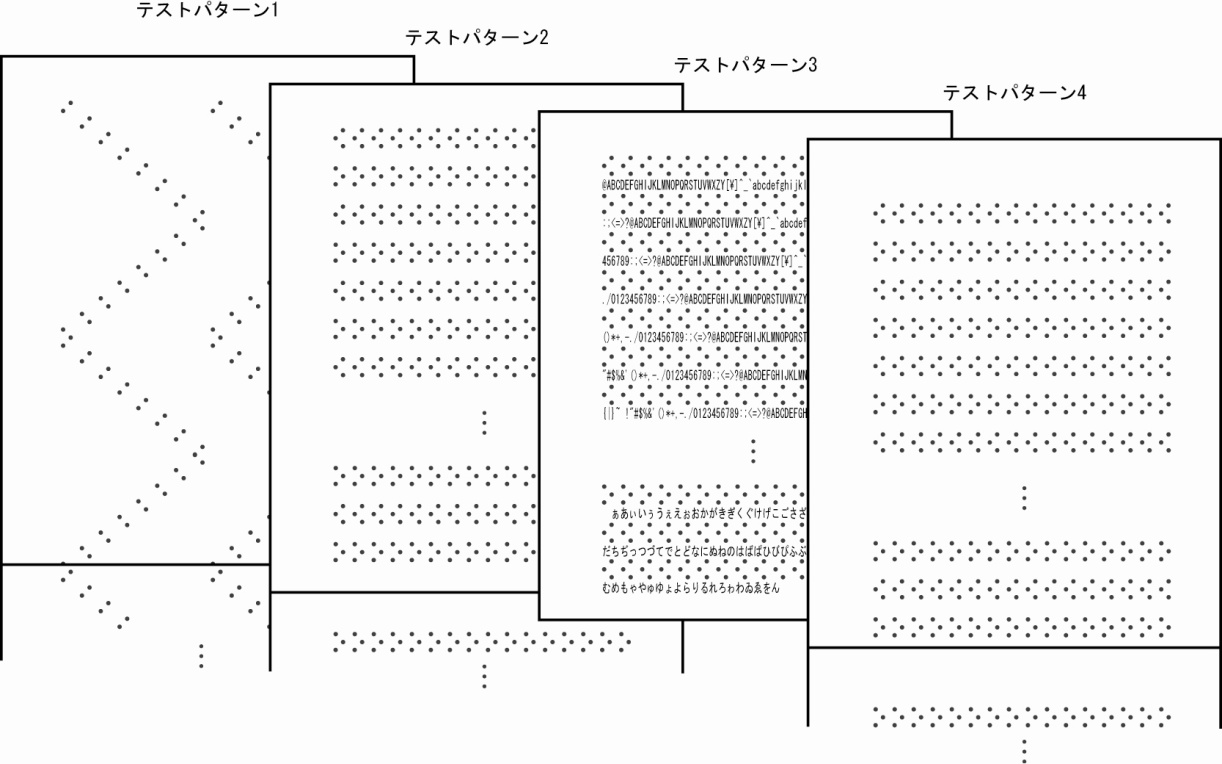 テストパターン1
テストパターン2
テストパターン3
テストパターン4
@ABCDEFGHIJKLMNOPQRSTUVWXZY[¥]^_`abcdefghijkl
:;<=>?@ABCDEFGHIJKLMNOPQRSTUVWXZY[¥]^_`abcdef
456789:;<=>?@ABCDEFGHIJKLMNOPQRSTUVWXZY[¥]^_`
./0123456789:;<=>?@ABCDEFGHIJKLMNOPQRSTUVWXZY
()*+,-./0123456789:;<=>?@ABCDEFGHIJKLMNOPQRST
"#$%&'()*+,-./0123456789:;<=>?@ABCDEFGHIJKLMN
{|}~ !"#$%&'()*+,-./0123456789:;<=>?@ABCDEFGH
ぁあぃいぅうぇえぉおかがきぎくぐけげこごさざ
だちぢっつづてでとどなにぬねのはばぱひびぴふぶ
むめもゃやゅゆょよらりるれろゎわゐゑをん